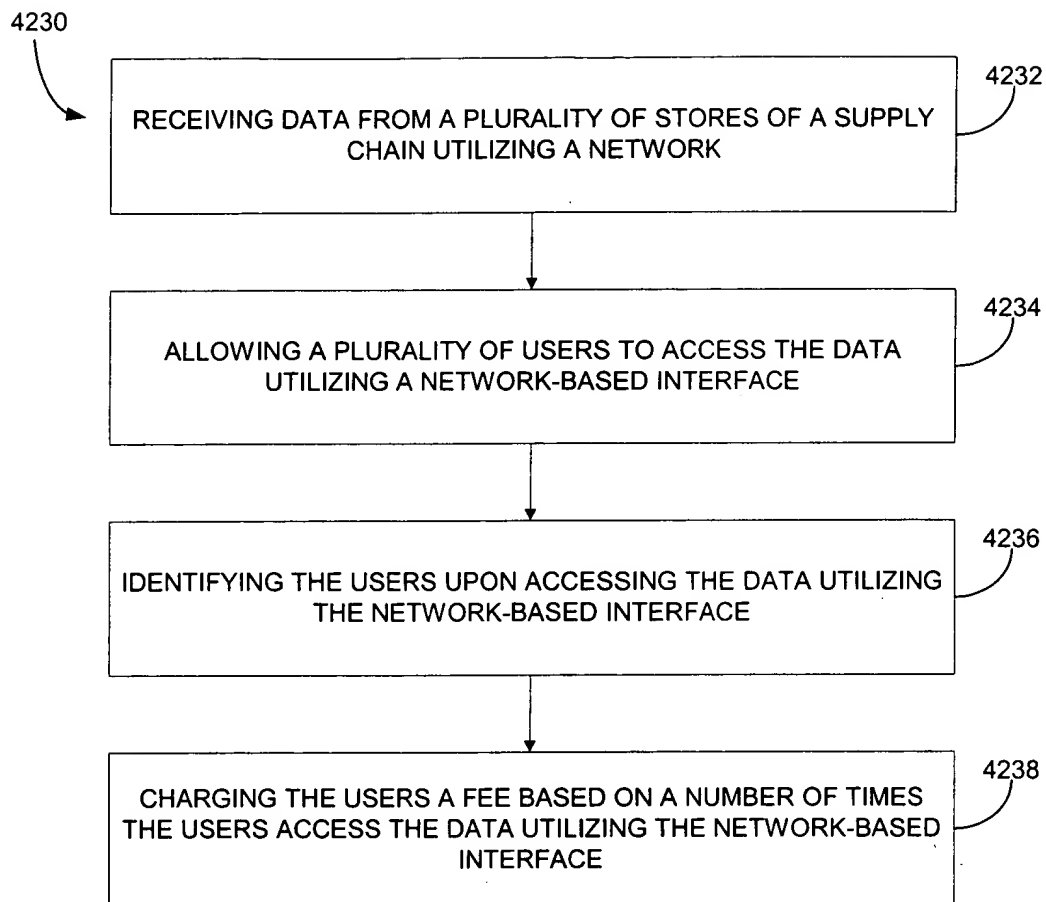 4230
4232
RECEIVING DATA FROM A PLURALITY OF STORES OF A SUPPLY
CHAIN UTILIZING A NETWORK
4234
ALLOWING A PLURALITY OF USERS TO ACCESS THE DATA
UTILIZING A NETWORK-BASED INTERFACE
4236
IDENTIFYING THE USERS UPON ACCESSING THE DATA UTILIZING
THE NETWORK-BASED INTERFACE
4238
CHARGING THE USERS A FEE BASED ON A NUMBER OF TIMES
THE USERS ACCESS THE DATA UTILIZING THE NETWORK-BASED
INTERFACE